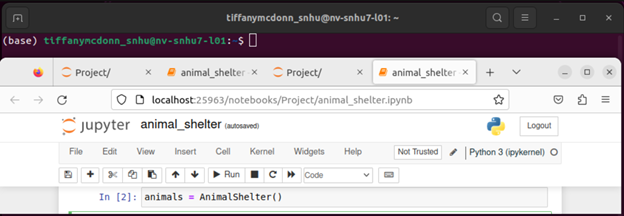 tiffanymcdonn_snhu@nv-snhu7-l01: ~
(base) tiffanymcdonn_snhu@nv-snhu7-l01:~$
Project/ animal_shelter Project/ animal_shelter
localhost:25963/notebooks/Project/animal_shelter.ipynb
jupyter animal_shelter (autosaved) Logout
File Edit View Insert Cell Kernel Widgets Help Not Trusted Python 3 (ipykernel)
Run Code
In [2]: animals = AnimalShelter()